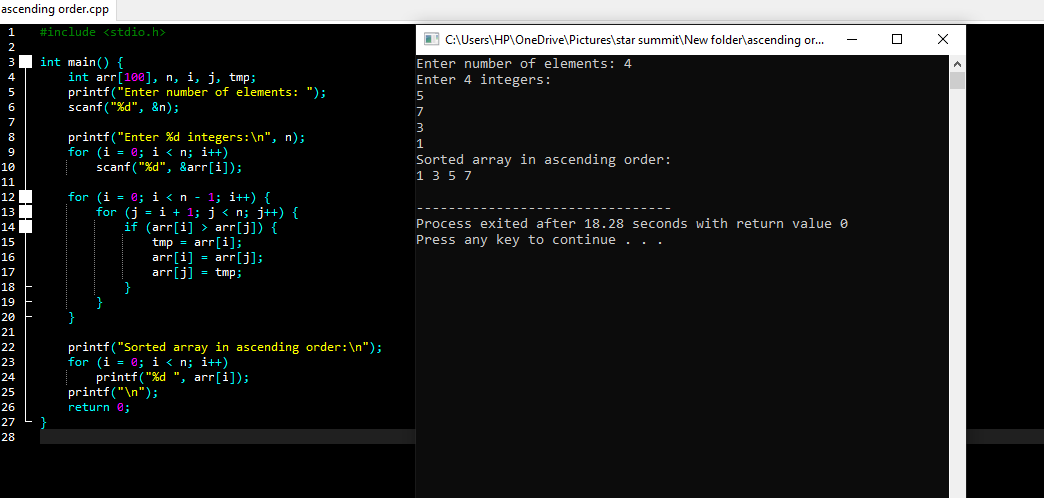 ascending order.cpp
1 #include <stdio.h>
2
3 int main() {
4     int arr[100], n, i, j, tmp;
5     printf("Enter number of elements: ");
6     scanf("%d", &n);
7
8     printf("Enter %d integers:\n", n);
9     for (i = 0; i < n; i++)
10         scanf("%d", &arr[i]);
11
12     for (i = 0; i < n - 1; i++) {
13         for (j = i + 1; j < n; j++) {
14             if (arr[i] > arr[j]) {
15                 tmp = arr[i];
16                 arr[i] = arr[j];
17                 arr[j] = tmp;
18             }
19         }
20     }
21
22     printf("Sorted array in ascending order:\n");
23     for (i = 0; i < n; i++)
24         printf("%d ", arr[i]);
25     printf("\n");
26     return 0;
27 }
28
C:\Users\HP\OneDrive\Pictures\star summit\New folder\ascending or...
Enter number of elements: 4
Enter 4 integers:
5
7
3
1
Sorted array in ascending order:
1 3 5 7
--------------------------------
Process exited after 18.28 seconds with return value 0
Press any key to continue . . .